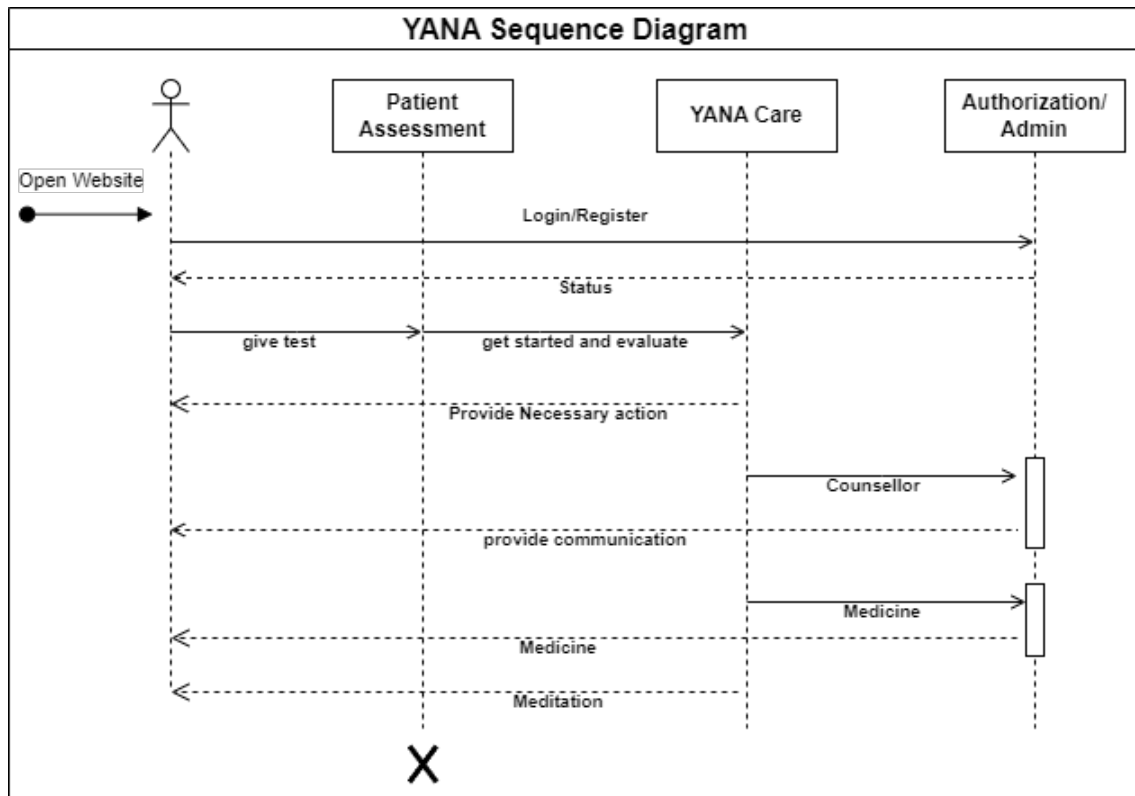 YANA Sequence Diagram
Patient
Assessment
YANA Care
Authorization/
Admin
Open Website
Login/Register
Status
give test
get started and evaluate
Provide Necessary action
Counsellor
provide communication
Medicine
Medicine
Meditation